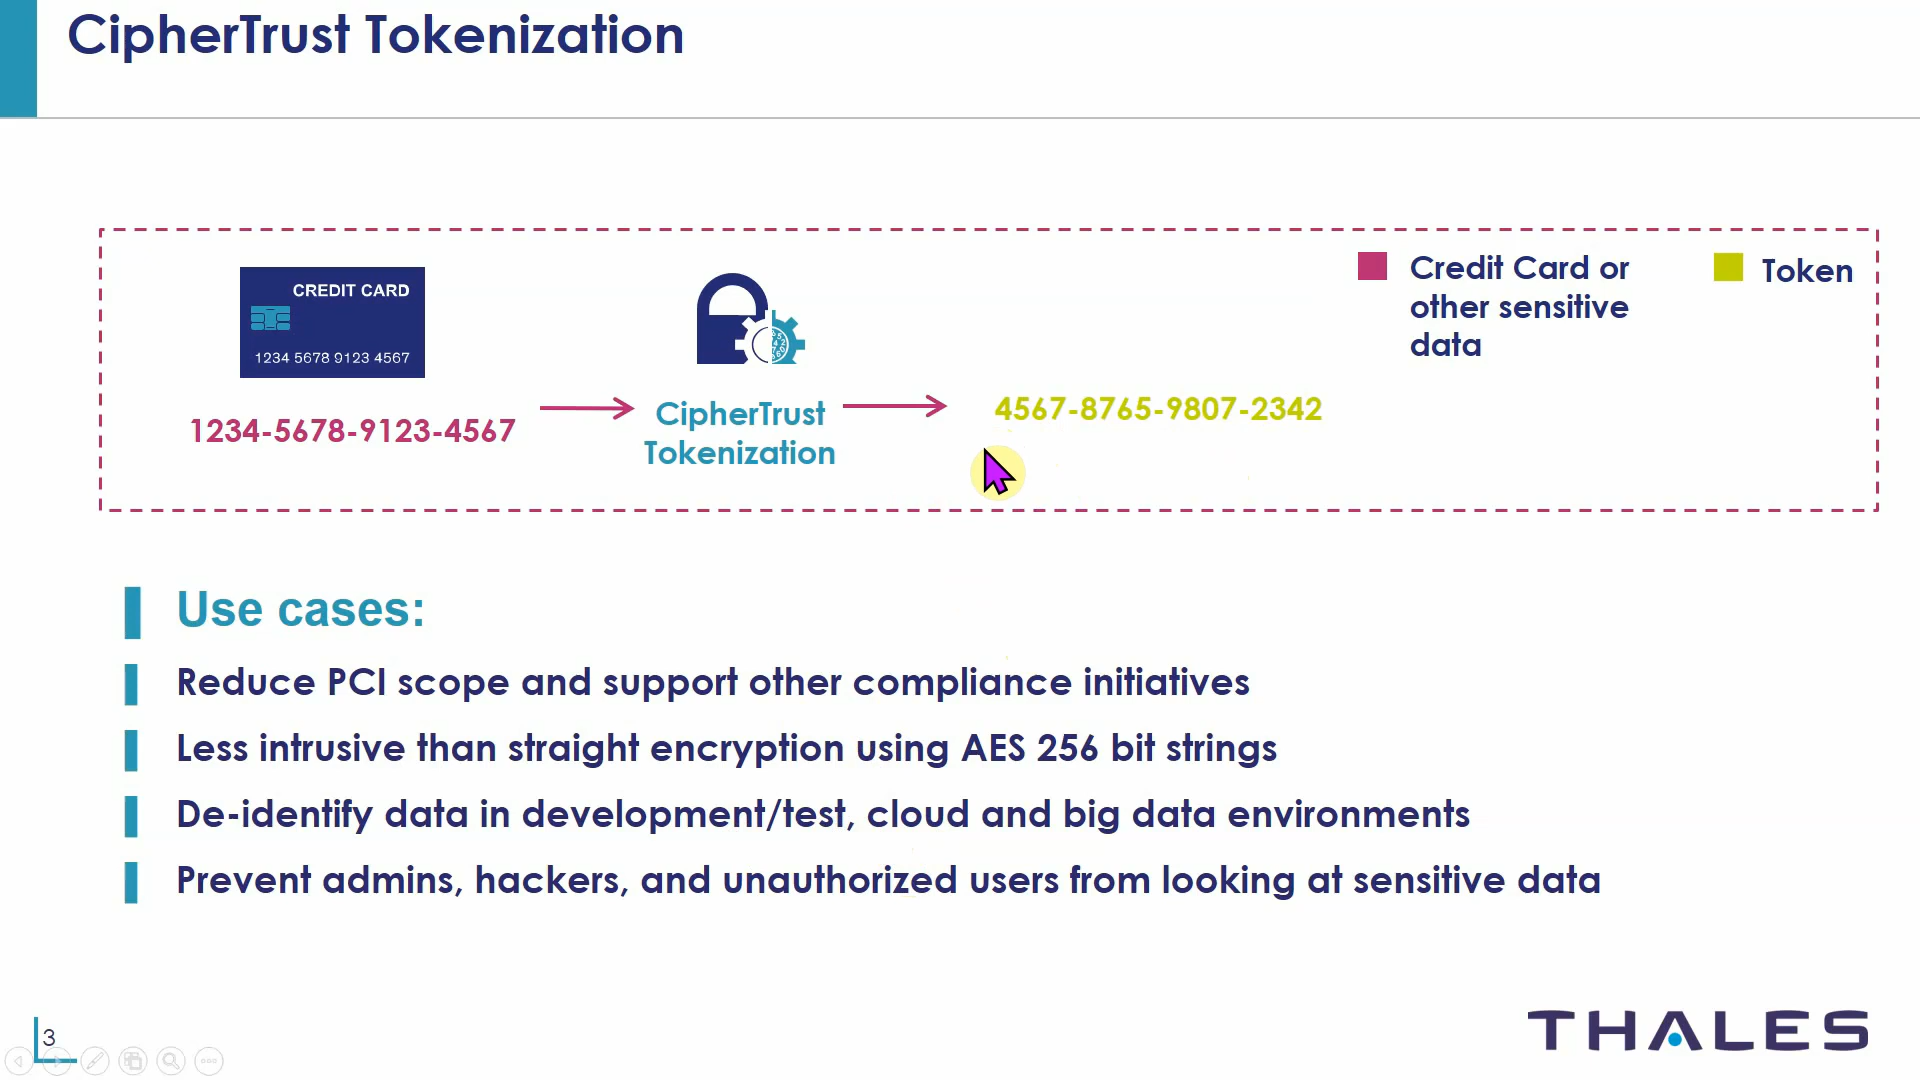 CipherTrust Tokenization
CREDIT CARD
1234 5678 9123 4567
1234-5678-9123-4567
CipherTrust
Tokenization
4567-8765-9807-2342
Credit Card or
other sensitive
data
Token
Use cases:
Reduce PCI scope and support other compliance initiatives
Less intrusive than straight encryption using AES 256 bit strings
De-identify data in development/test, cloud and big data environments
Prevent admins, hackers, and unauthorized users from looking at sensitive data
3
THALES